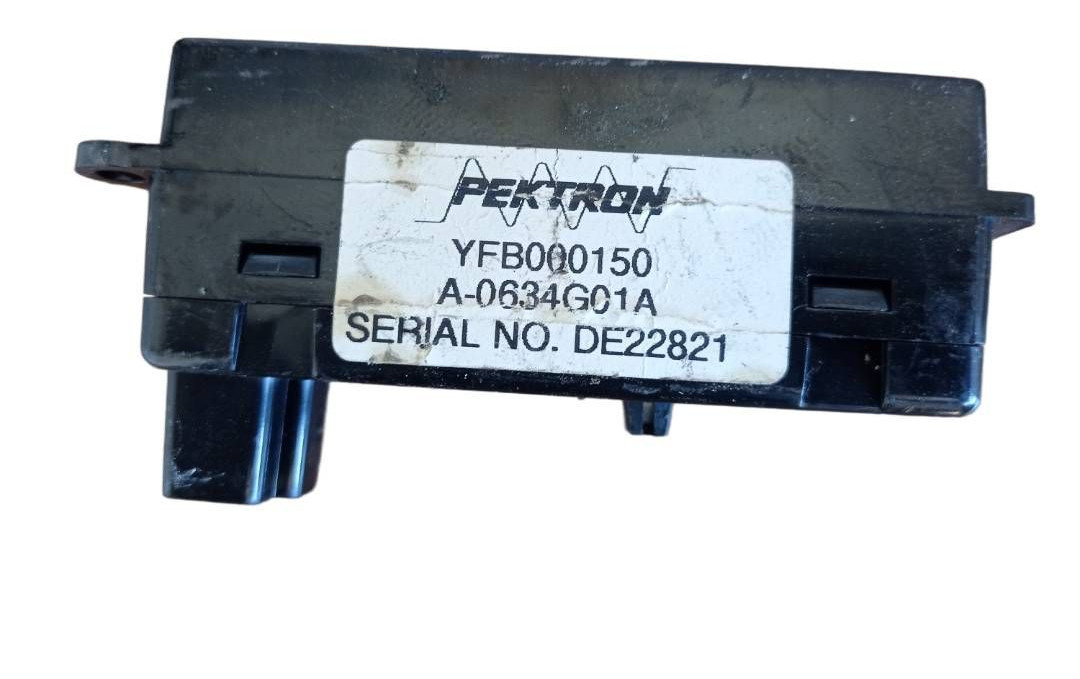 PEKTRON
YFB000150
A-0634G01A
SERIAL NO. DE22821